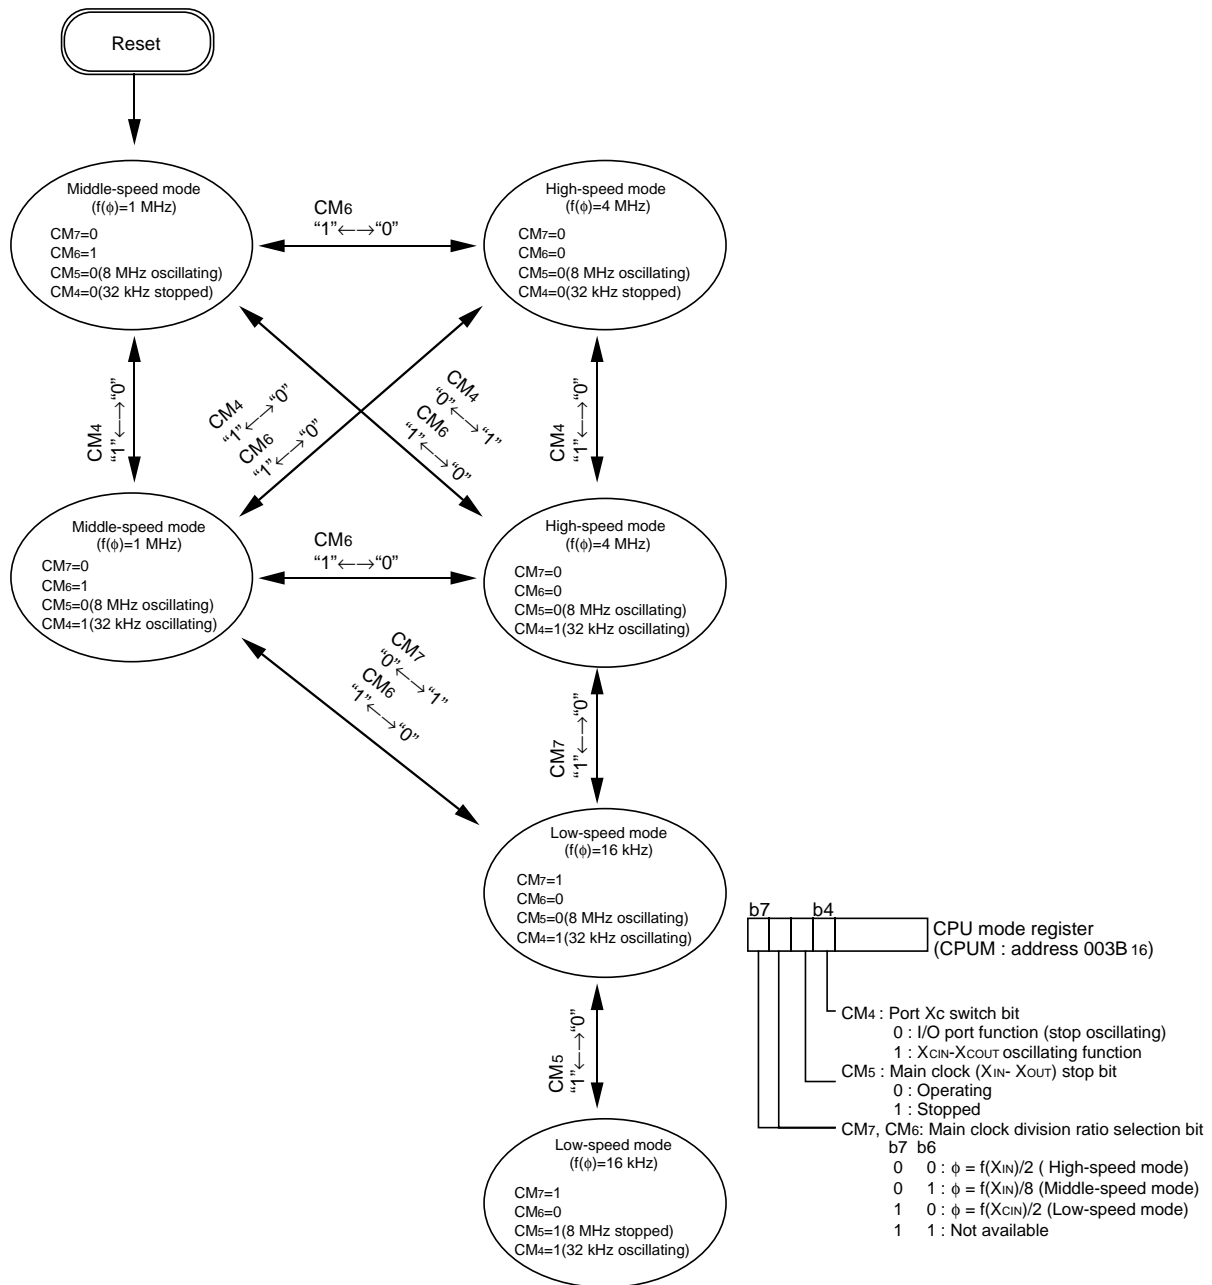 Reset
Middle-speed mode
(f(ϕ)=1 MHz)
CM7=0
CM6=1
CM5=0(8 MHz oscillating)
CM4=0(32 kHz stopped)
CM6
“1”←→“0”
High-speed mode
(f(ϕ)=4 MHz)
CM7=0
CM6=0
CM5=0(8 MHz oscillating)
CM4=0(32 kHz stopped)
CM4
“1”←→“0”
CM4
“1”←→“0”
CM6
“1”←→“0”
CM4
“0”←→“1”
CM6
“1”←→“0”
CM4
“1”←→“0”
Middle-speed mode
(f(ϕ)=1 MHz)
CM7=0
CM6=1
CM5=0(8 MHz oscillating)
CM4=1(32 kHz oscillating)
CM6
“1”←→“0”
High-speed mode
(f(ϕ)=4 MHz)
CM7=0
CM6=0
CM5=0(8 MHz oscillating)
CM4=1(32 kHz oscillating)
CM7
“0”←→“1”
CM6
“1”←→“0”
CM7
“1”←→“0”
Low-speed mode
(f(ϕ)=16 kHz)
CM7=1
CM6=0
CM5=0(8 MHz oscillating)
CM4=1(32 kHz oscillating)
CM5
“1”←→“0”
Low-speed mode
(f(ϕ)=16 kHz)
CM7=1
CM6=0
CM5=1(8 MHz stopped)
CM4=1(32 kHz oscillating)
b7 b4
CPU mode register
(CPUM : address 003B16)
CM4 : Port Xc switch bit
0 : I/O port function (stop oscillating)
1 : XCIN-XCOUT oscillating function
CM5 : Main clock (XIN- XOUT) stop bit
0 : Operating
1 : Stopped
CM7, CM6: Main clock division ratio selection bit
b7 b6
0 0 : ϕ = f(XIN)/2 ( High-speed mode)
0 1 : ϕ = f(XIN)/8 (Middle-speed mode)
1 0 : ϕ = f(XCIN)/2 (Low-speed mode)
1 1 : Not available